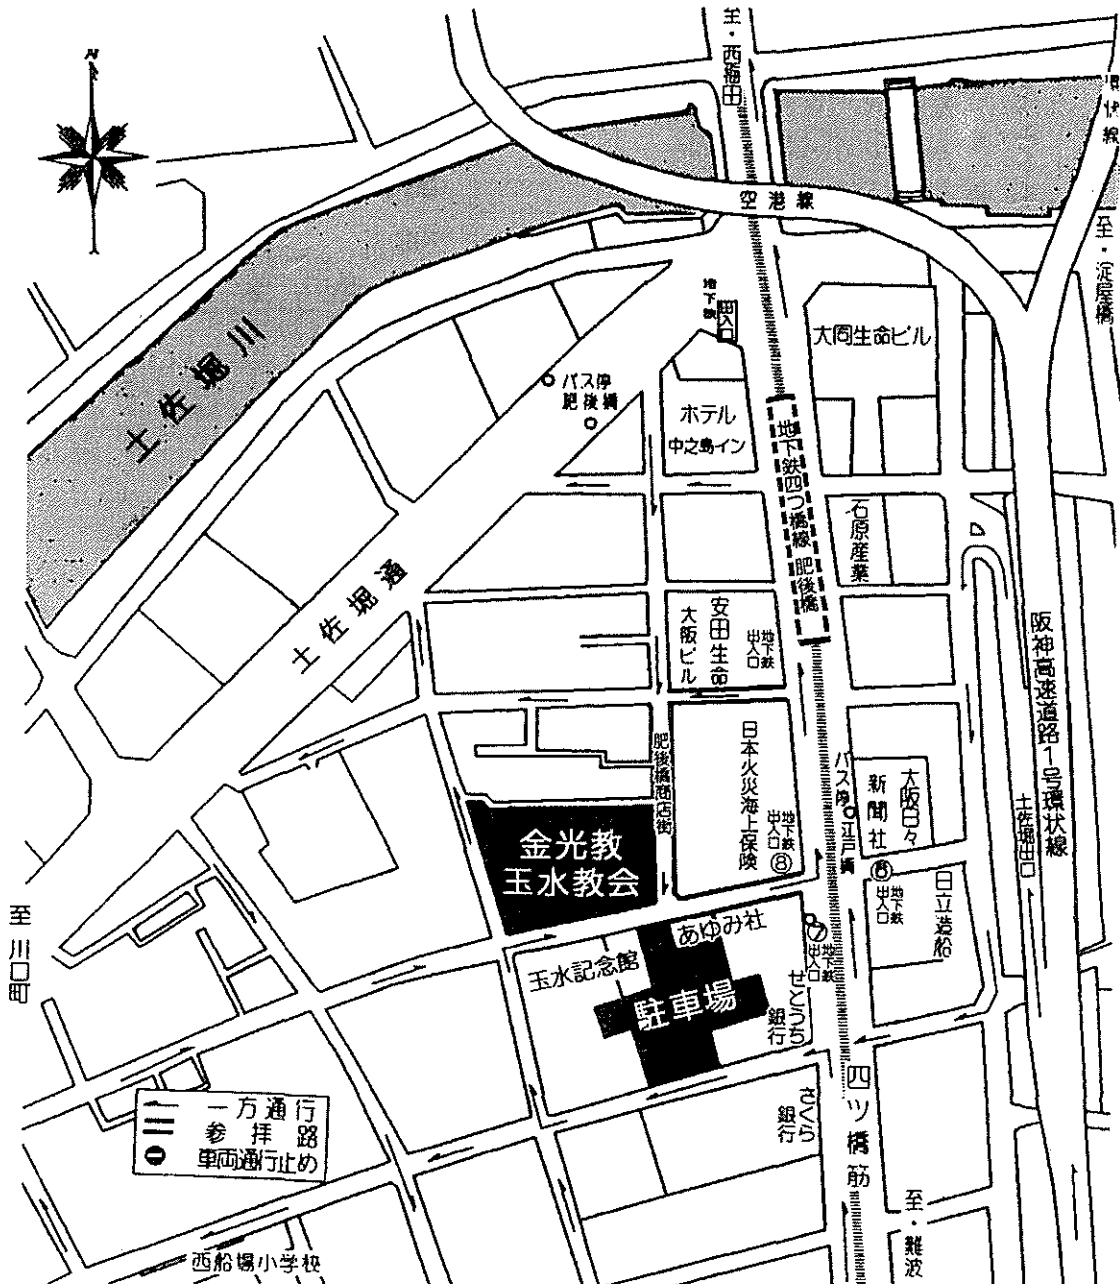 至・西梅田
N
空港線
至・淀屋橋
地下鉄
出入口
大同生命ビル
土佐堀川
バス停
肥後橋
ホテル
中之島イン
地下鉄四つ橋線 肥後橋
石原産業
土佐堀通
大阪ビル
安田生命
地下鉄
出入口
阪神高速道路1号環状線
肥後橋商店街
日本火災海上保険
地下鉄
出入口
⑧
バス停 江戸橋
大阪日々
新聞社
土佐堀出口
金光教
玉水教会
⑧
地下鉄
出入口
日立造船
至川口町
あゆみ社
玉水記念館
駐車場
⑦
地下鉄
出入口
せとうち
銀行
さくら
銀行
四ツ橋筋
一方通行
参拝路
車両通行止め
至・難波
西船場小学校